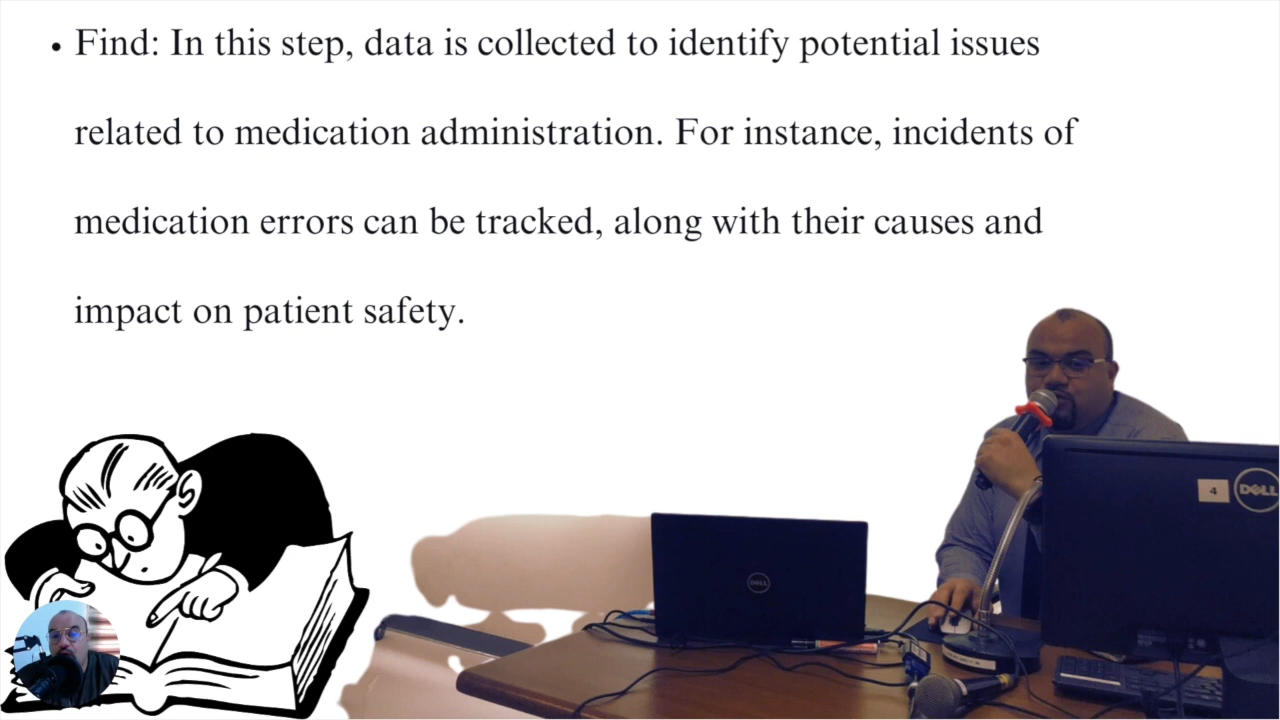 • Find: In this step, data is collected to identify potential issues
related to medication administration. For instance, incidents of
medication errors can be tracked, along with their causes and
impact on patient safety.
4
DELL
DELL